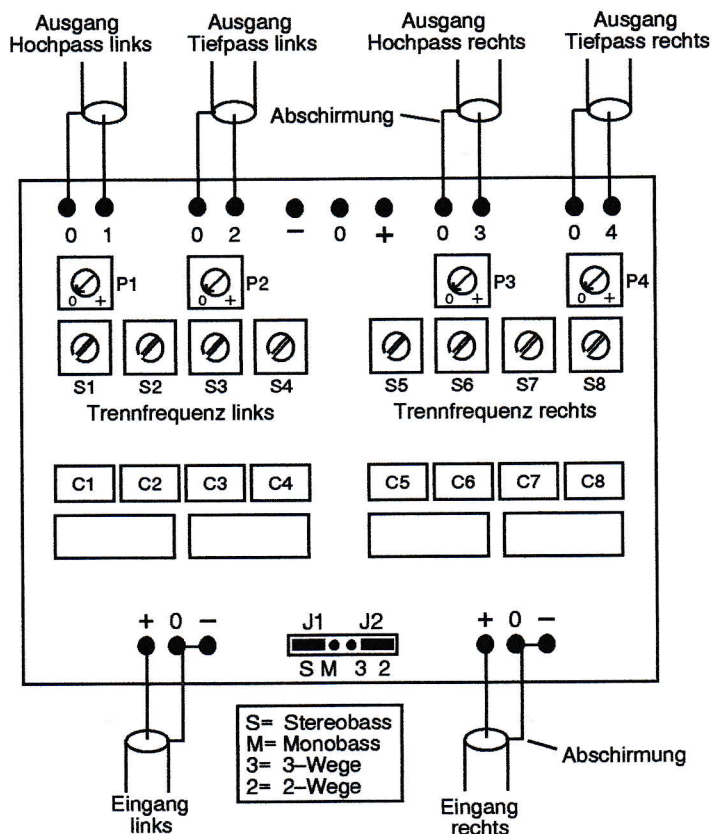 Ausgang Ausgang Ausgang Ausgang
Hochpass links Tiefpass links Hochpass rechts Tiefpass rechts
Abschirmung
0 1 0 2 − 0 + 0 3 0 4
P1 P2 P3 P4
0 + 0 + 0 + 0 +
S1 S2 S3 S4 S5 S6 S7 S8
Trennfrequenz links Trennfrequenz rechts
C1 C2 C3 C4 C5 C6 C7 C8
+ 0 − J1 J2 + 0 −
S M 3 2
S= Stereobass
M= Monobass
3= 3–Wege
2= 2–Wege
Abschirmung
Eingang Eingang
links rechts